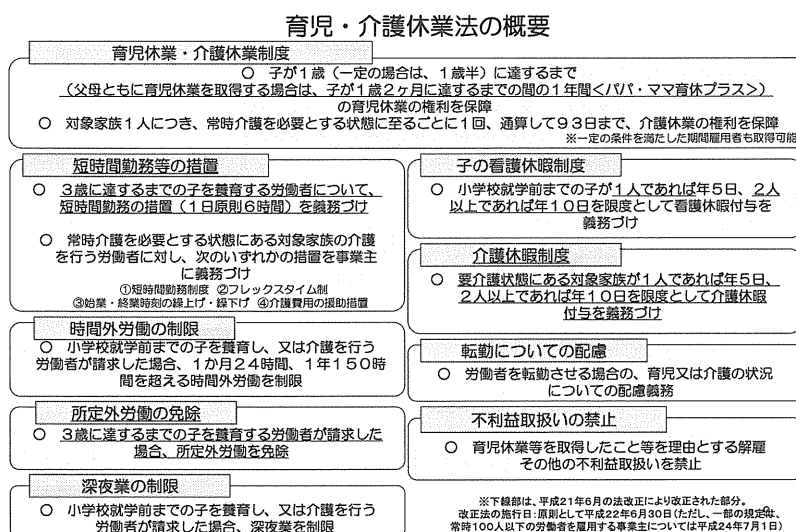 育児・介護休業法の概要
育児休業・介護休業制度
○ 子が１歳（一定の場合は、１歳半）に達するまで
（父母ともに育児休業を取得する場合は、子が１歳２ヶ月に達するまでの間の１年間＜パパ・ママ育休プラス＞）
の育児休業の権利を保障
○ 対象家族１人につき、常時介護を必要とする状態に至るごとに１回、通算して９３日まで、介護休業の権利を保障
※一定の条件を満たした期間雇用者も取得可能
短時間勤務等の措置
○ ３歳に達するまでの子を養育する労働者について、
短時間勤務の措置（１日原則６時間）を義務づけ
○ 常時介護を必要とする状態にある対象家族の介護
を行う労働者に対し、次のいずれかの措置を事業主
に義務づけ
①短時間勤務制度 ②フレックスタイム制
③始業・終業時刻の繰上げ・繰下げ ④介護費用の援助措置
時間外労働の制限
○ 小学校就学前までの子を養育し、又は介護を行う
労働者が請求した場合、１か月２４時間、１年１５０時
間を超える時間外労働を制限
所定外労働の免除
○ ３歳に達するまでの子を養育する労働者が請求した
場合、所定外労働を免除
深夜業の制限
○ 小学校就学前までの子を養育し、又は介護を行う
労働者が請求した場合、深夜業を制限
子の看護休暇制度
○ 小学校就学前までの子が１人であれば年５日、２人
以上であれば年１０日を限度として看護休暇付与を
義務づけ
介護休暇制度
○ 要介護状態にある対象家族が１人であれば年５日、
２人以上であれば年１０日を限度として介護休暇
付与を義務づけ
転勤についての配慮
○ 労働者を転勤させる場合の、育児又は介護の状況
についての配慮義務
不利益取扱いの禁止
○ 育児休業等を取得したこと等を理由とする解雇
その他の不利益取扱いを禁止
※下線部は、平成21年6月の法改正により改正された部分。
改正法の施行日：原則として平成22年6月30日（ただし、一部の規定は、
常時100人以下の労働者を雇用する事業主については平成24年7月1日）